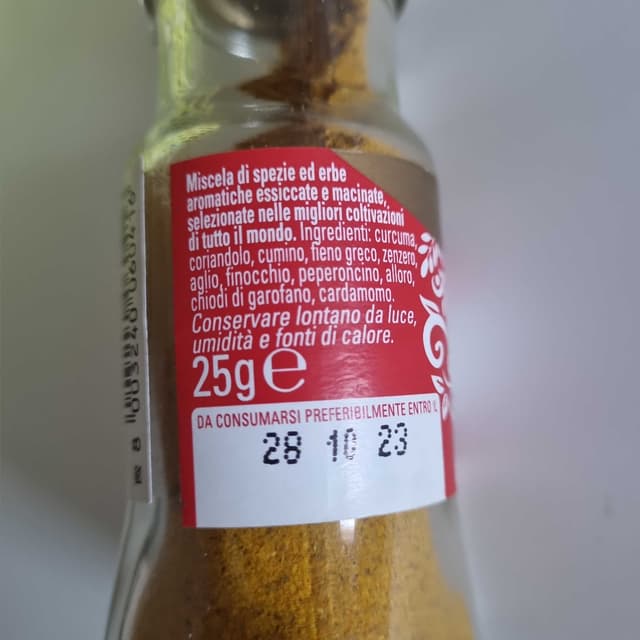 Miscela di spezie ed erbe
aromatiche essiccate e macinate,
selezionate nelle migliori coltivazioni
di tutto il mondo. Ingredienti: curcuma,
coriandolo, cumino, fieno greco, zenzero,
aglio, finocchio, peperoncino, alloro,
chiodi di garofano, cardamomo.
Conservare lontano da luce,
umidità e fonti di calore.
25g ℮
DA CONSUMARSI PREFERIBILMENTE ENTRO IL
28 10 23